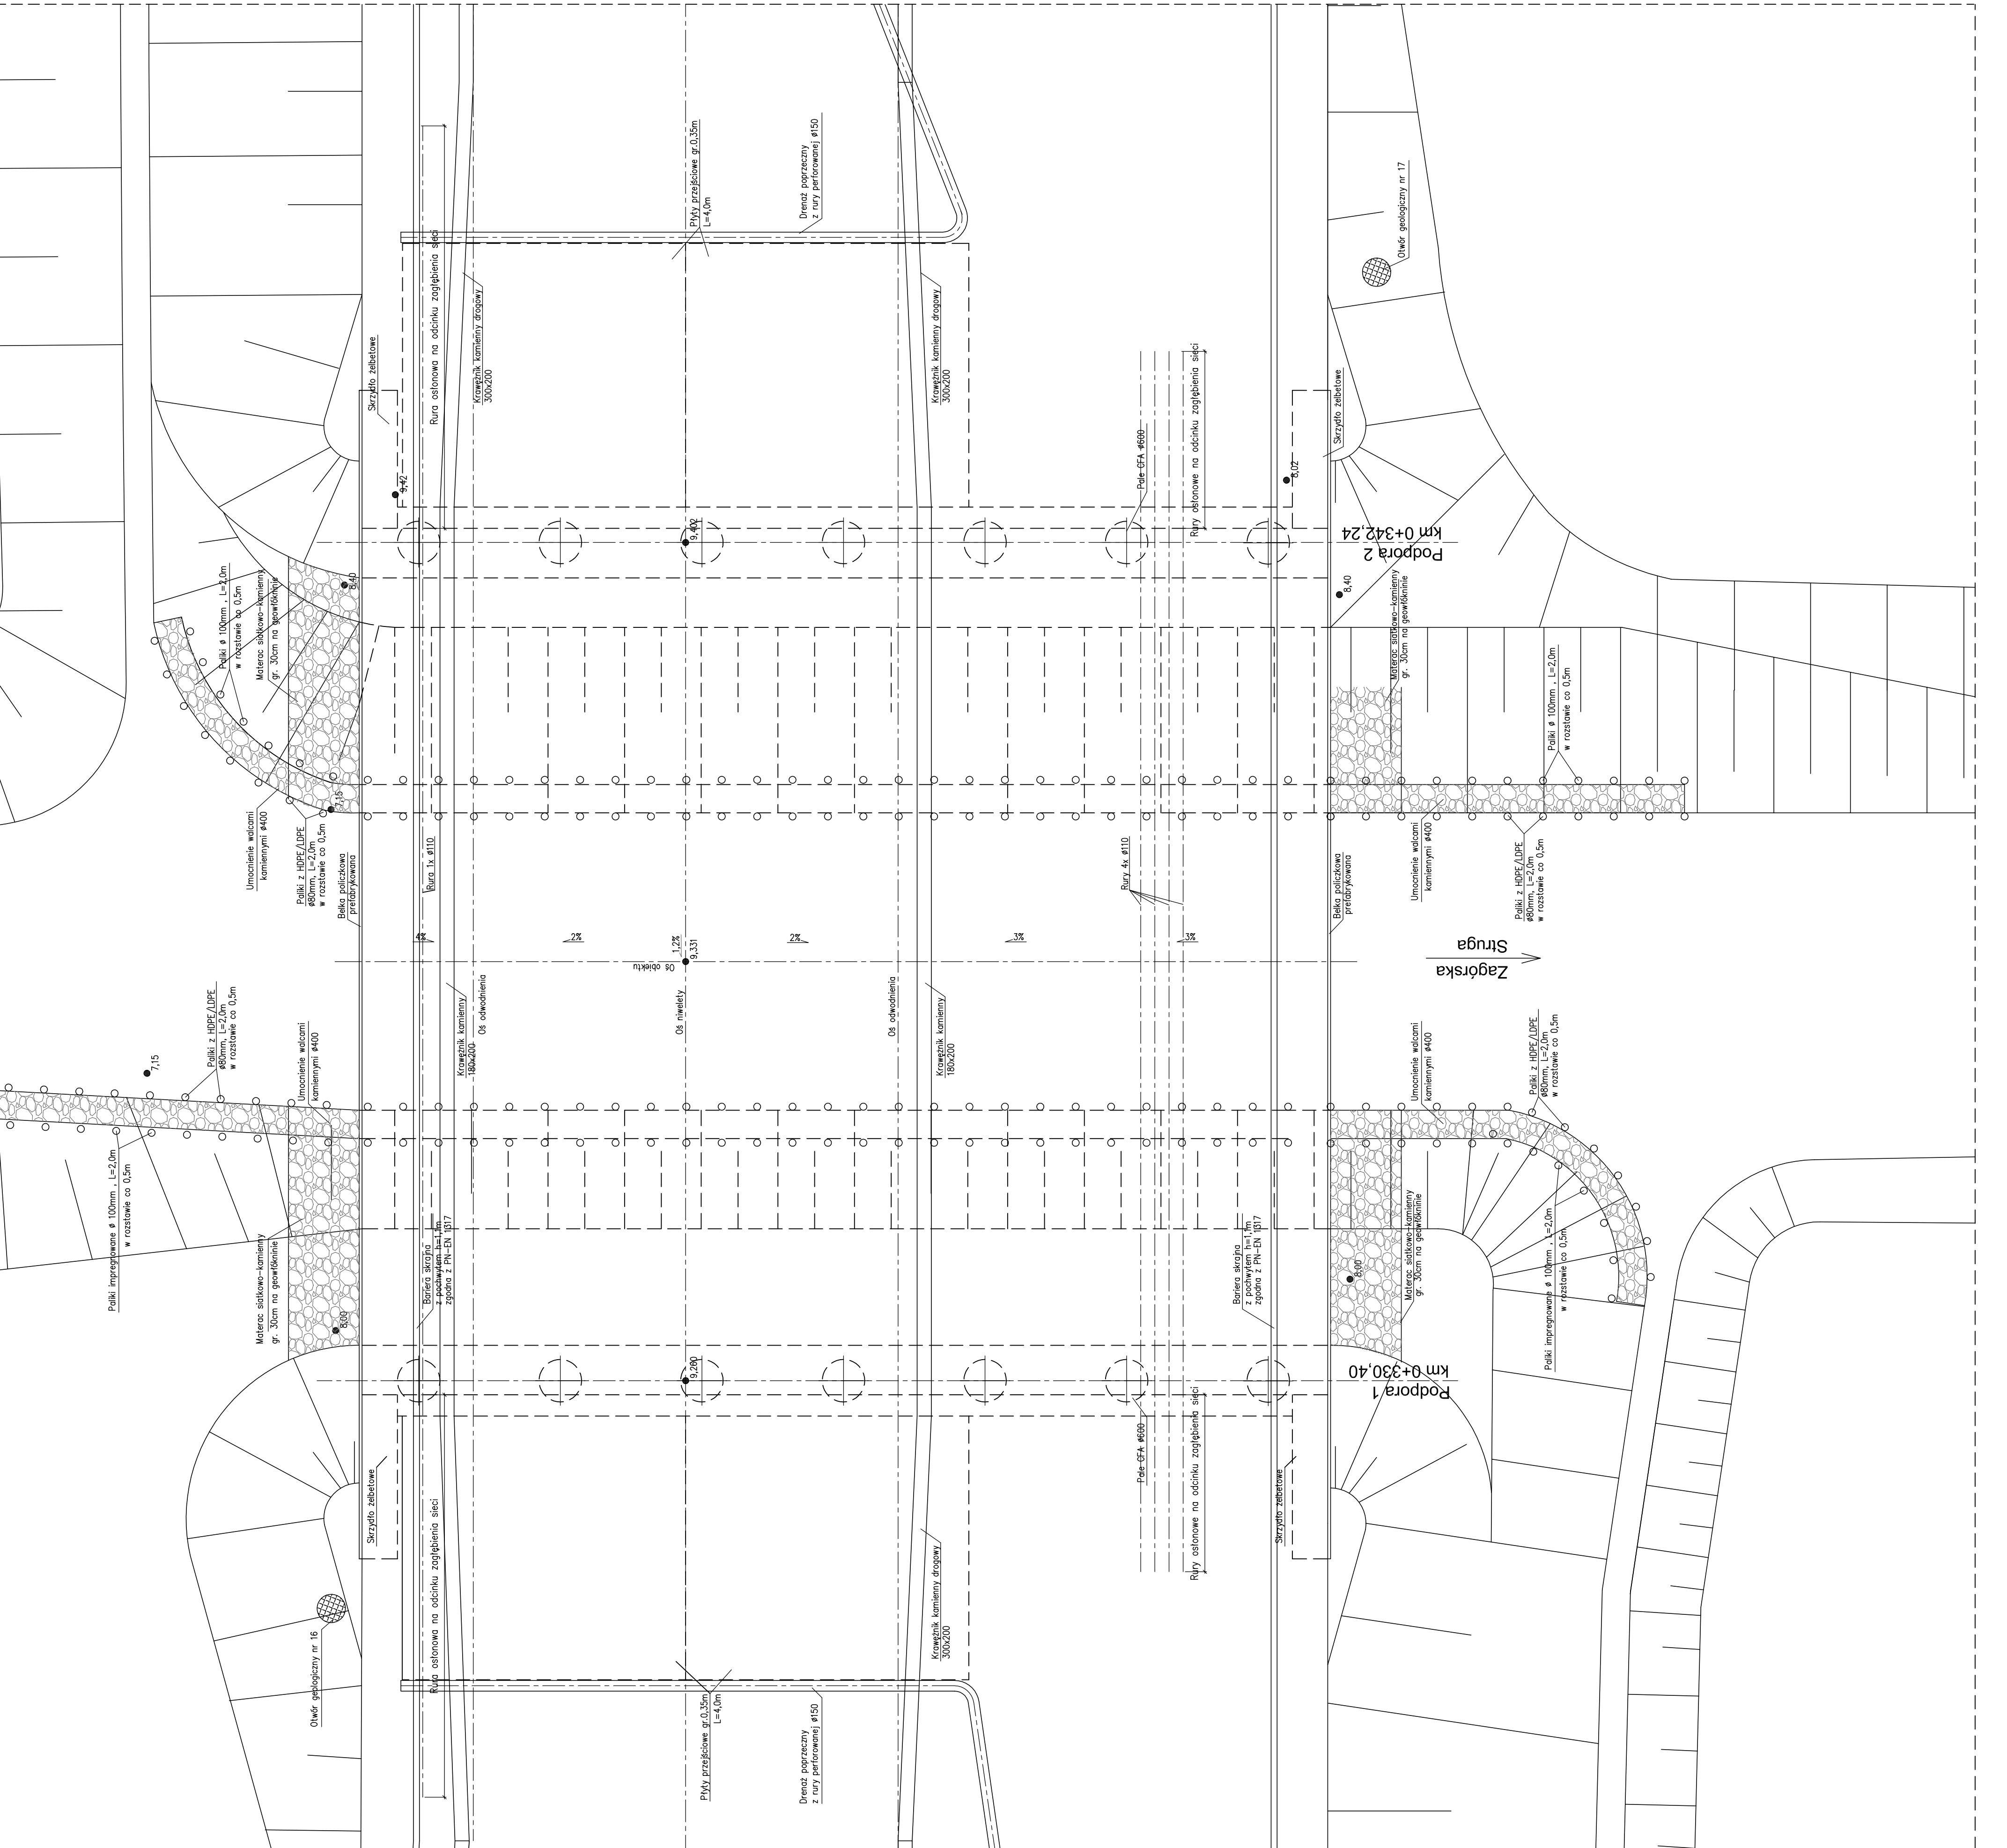 Płyty przejściowe gr.0,35m
L=4,0m
Drenaż poprzeczny
z rury perforowanej ø150
Otwór geologiczny nr 17
Rura osłonowa na odcinku zagłębienia sieci
Krawężnik kamienny drogowy
300x200
Krawężnik kamienny drogowy
300x200
Skrzydło żelbetowe
Rury osłonowe na odcinku zagłębienia sieci
Skrzydło żelbetowe
Pale CFA ø600
9,42
8,02
9,402
km 0+342,24
Podpora 2
8,40
8,40
Paliki ø 100mm , L=2,0m
w rozstawie co 0,5m
Materac siatkowo-kamienny
gr. 30cm na geowłókninie
Materac siatkowo-kamienny
gr. 30cm na geowłókninie
Paliki ø 100mm , L=2,0m
w rozstawie co 0,5m
7,15
Umocnienie walcami
kamiennymi ø400
Paliki z HDPE/LDPE
ø80mm, L=2,0m
w rozstawie co 0,5m
Belka policzkowa
prefabrykowana
Rura 1x ø110
Rury 4x ø110
Belka policzkowa
prefabrykowana
Umocnienie walcami
kamiennymi ø400
Paliki z HDPE/LDPE
ø80mm, L=2,0m
w rozstawie co 0,5m
4%
2%
1,2%
9,331
2%
3%
3%
Oś obiektu
Struga
Zagórska
Krawężnik kamienny
180x200
Oś odwodnienia
Oś niwelety
Oś odwodnienia
Krawężnik kamienny
180x200
7,15
Paliki z HDPE/LDPE
ø80mm, L=2,0m
w rozstawie co 0,5m
Umocnienie walcami
kamiennymi ø400
Umocnienie walcami
kamiennymi ø400
Paliki z HDPE/LDPE
ø80mm, L=2,0m
w rozstawie co 0,5m
Paliki impregnowane ø 100mm , L=2,0m
w rozstawie co 0,5m
Materac siatkowo-kamienny
gr. 30cm na geowłókninie
Bariera skrajna
z pochwytem h=1,1m
zgodna z PN-EN 1317
Bariera skrajna
z pochwytem h=1,1m
zgodna z PN-EN 1317
Materac siatkowo-kamienny
gr. 30cm na geowłókninie
Paliki impregnowane ø 100mm , L=2,0m
w rozstawie co 0,5m
8,00
8,00
9,260
km 0+330,40
Podpora 1
Pale CFA ø600
Skrzydło żelbetowe
Rura osłonowa na odcinku zagłębienia sieci
Rury osłonowe na odcinku zagłębienia sieci
Skrzydło żelbetowe
Krawężnik kamienny drogowy
300x200
Otwór geologiczny nr 16
Płyty przejściowe gr.0,35m
L=4,0m
Drenaż poprzeczny
z rury perforowanej ø150